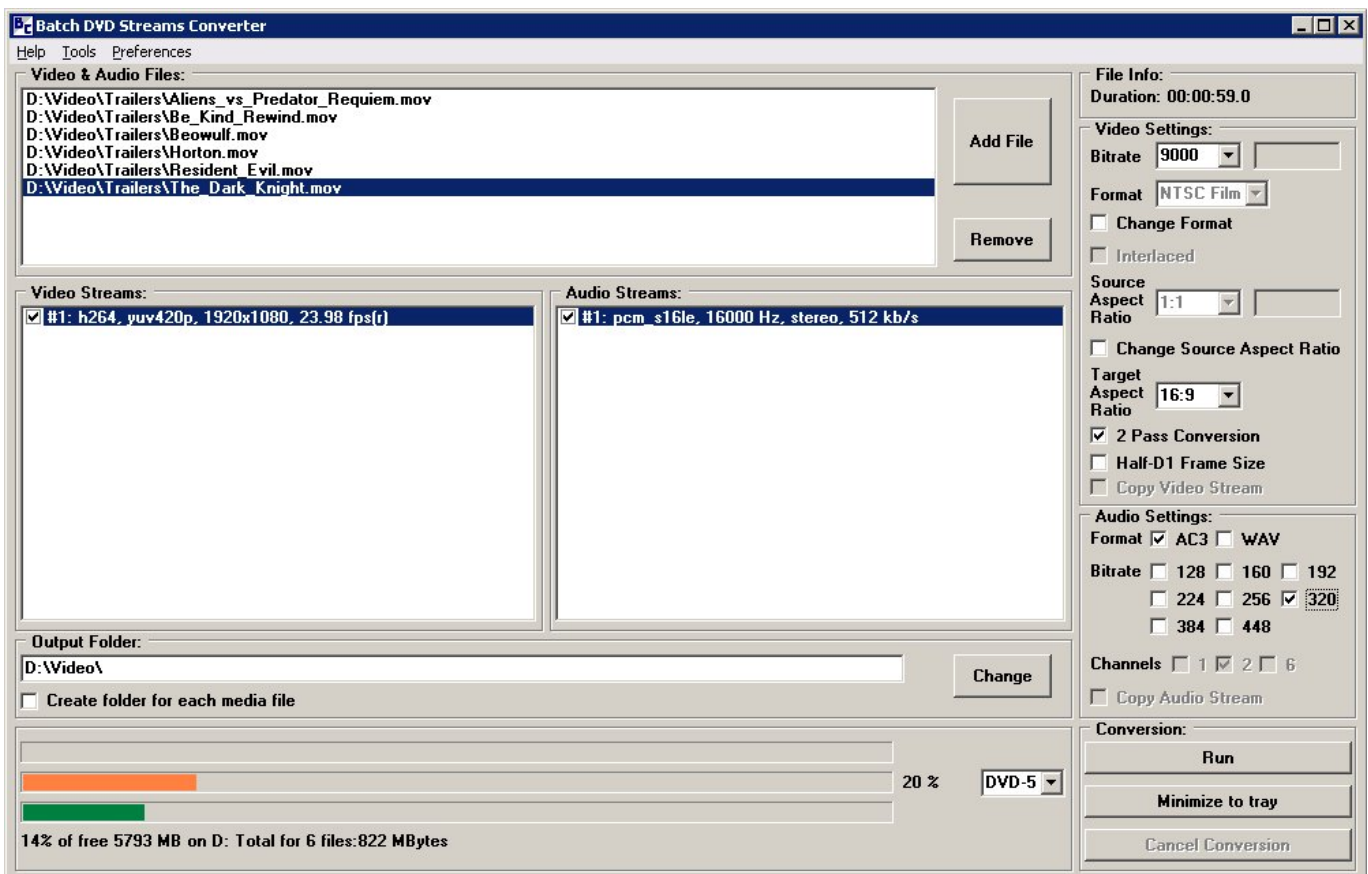 Bc Batch DVD Streams Converter
Help Tools Preferences
Video & Audio Files:
D:\Video\Trailers\Aliens_vs_Predator_Requiem.mov
D:\Video\Trailers\Be_Kind_Rewind.mov
D:\Video\Trailers\Beowulf.mov
D:\Video\Trailers\Horton.mov
D:\Video\Trailers\Resident_Evil.mov
D:\Video\Trailers\The_Dark_Knight.mov
Add File
Remove
Video Streams:
#1: h264, yuv420p, 1920x1080, 23.98 fps(r)
Audio Streams:
#1: pcm_s16le, 16000 Hz, stereo, 512 kb/s
Output Folder:
D:\Video\
Change
Create folder for each media file
20 %
DVD-5
14% of free 5793 MB on D: Total for 6 files:822 MBytes
File Info:
Duration: 00:00:59.0
Video Settings:
Bitrate 9000
Format NTSC Film
Change Format
Interlaced
Source
Aspect 1:1
Ratio
Change Source Aspect Ratio
Target
Aspect 16:9
Ratio
2 Pass Conversion
Half-D1 Frame Size
Copy Video Stream
Audio Settings:
Format AC3 WAV
Bitrate 128 160 192
224 256 320
384 448
Channels 1 2 6
Copy Audio Stream
Conversion:
Run
Minimize to tray
Cancel Conversion